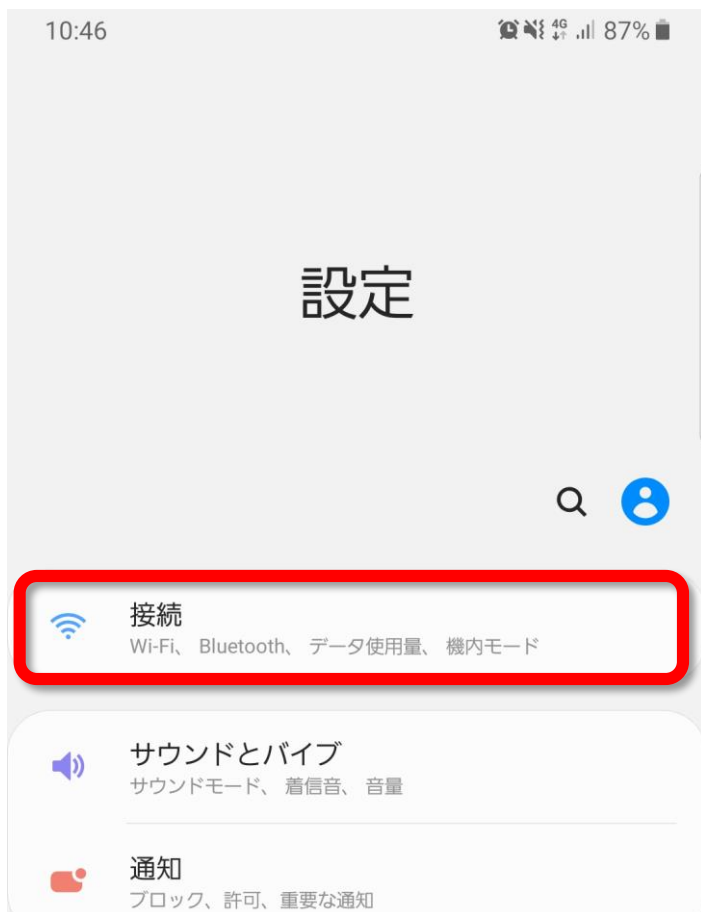 10:46 4G 87%
設定
接続
Wi-Fi、 Bluetooth、 データ使用量、 機内モード
サウンドとバイブ
サウンドモード、 着信音、 音量
通知
ブロック、許可、重要な通知